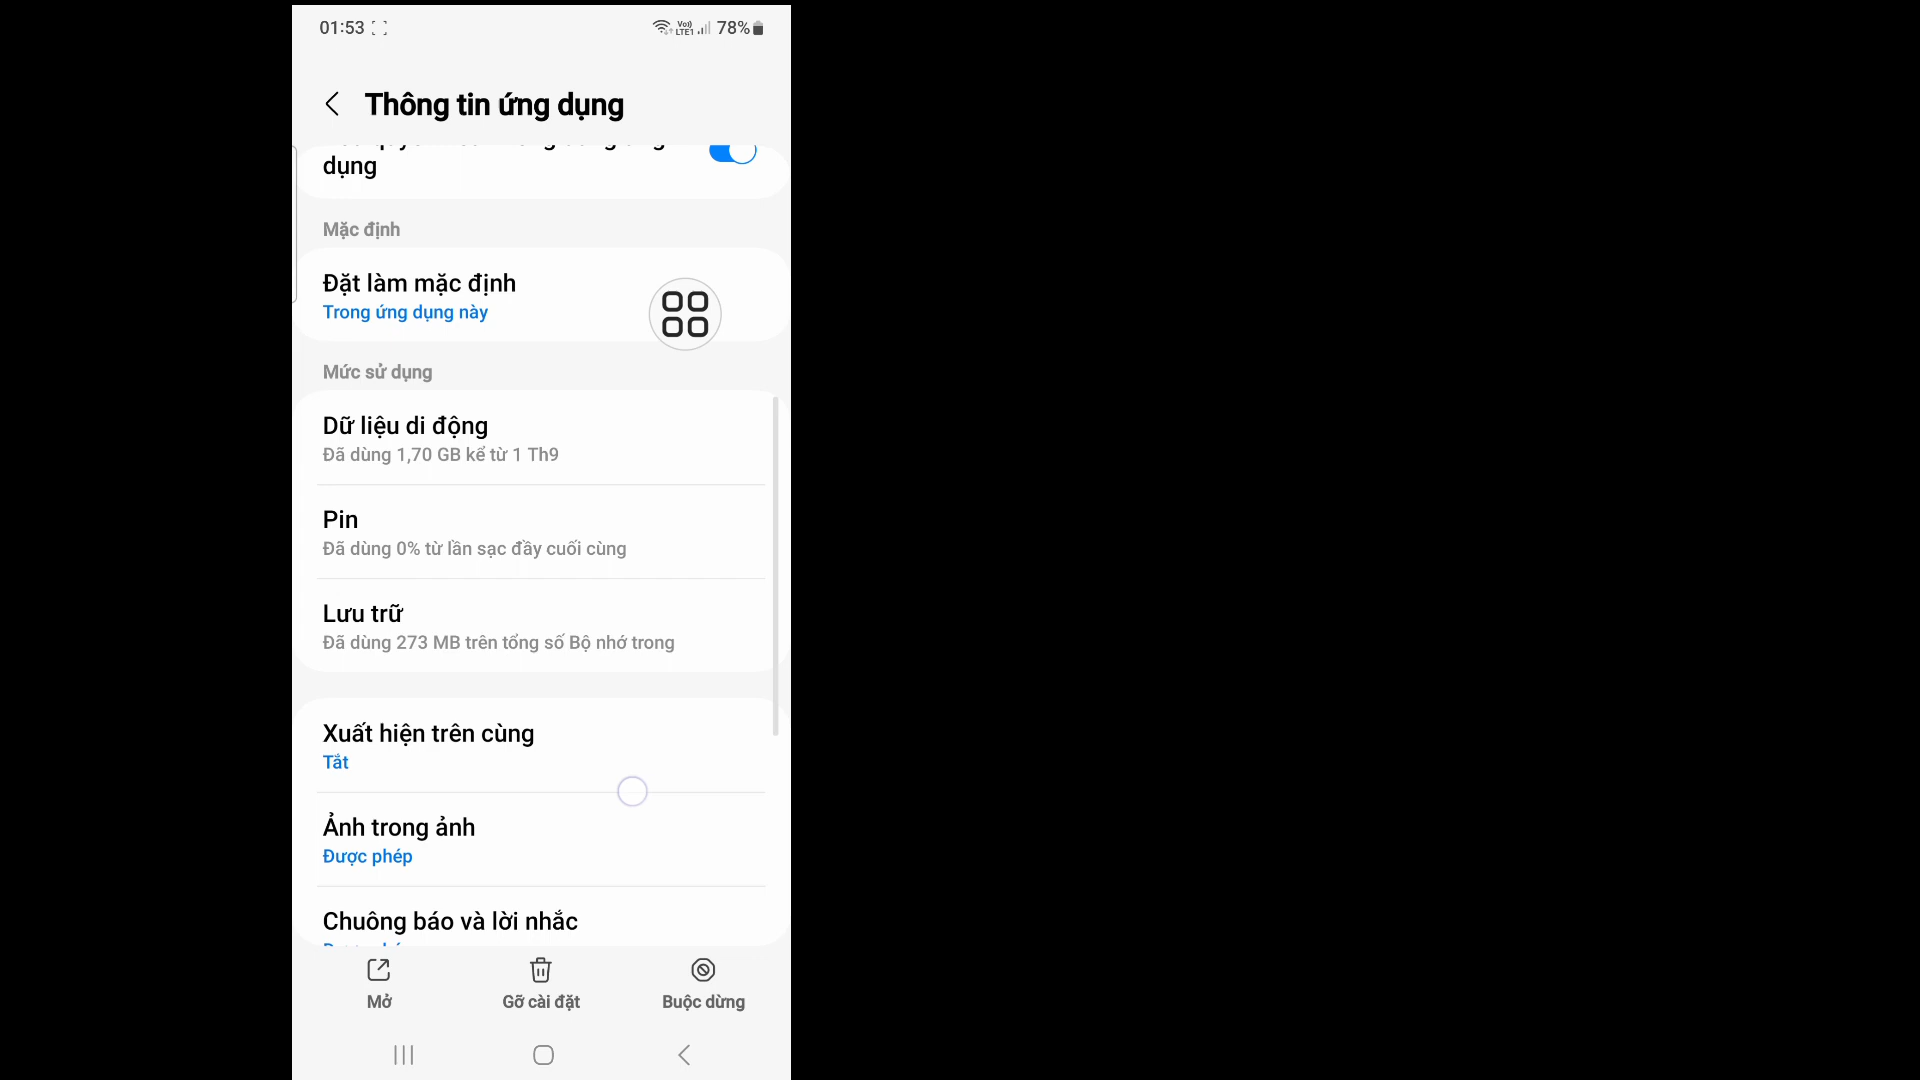 01:53
Vo)) LTE1 78%
Thông tin ứng dụng
dụng
Mặc định
Đặt làm mặc định
Trong ứng dụng này
Mức sử dụng
Dữ liệu di động
Đã dùng 1,70 GB kể từ 1 Th9
Pin
Đã dùng 0% từ lần sạc đầy cuối cùng
Lưu trữ
Đã dùng 273 MB trên tổng số Bộ nhớ trong
Xuất hiện trên cùng
Tắt
Ảnh trong ảnh
Được phép
Chuông báo và lời nhắc
Mở
Gỡ cài đặt
Buộc dừng